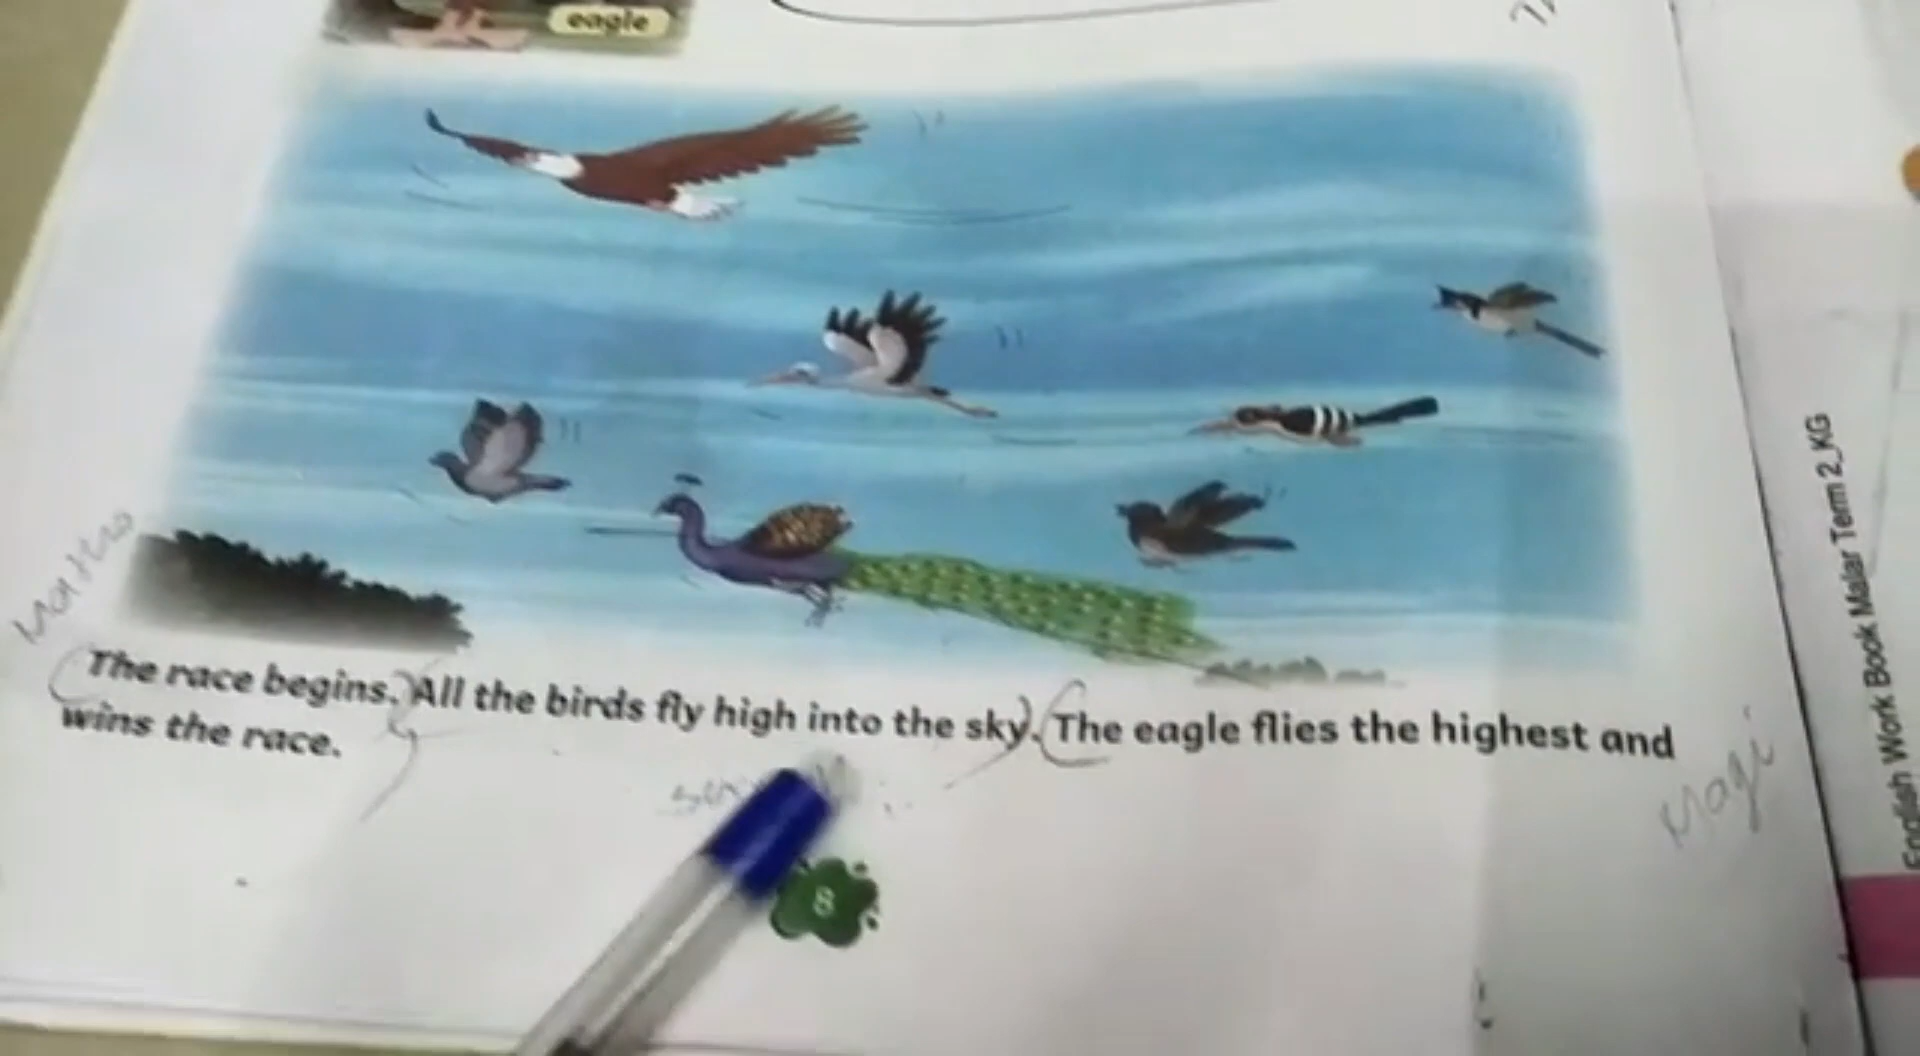 eagle
The race begins. All the birds fly high into the sky. The eagle flies the highest and
wins the race.
8
Magi
English Work Book Malar Term 2_KG